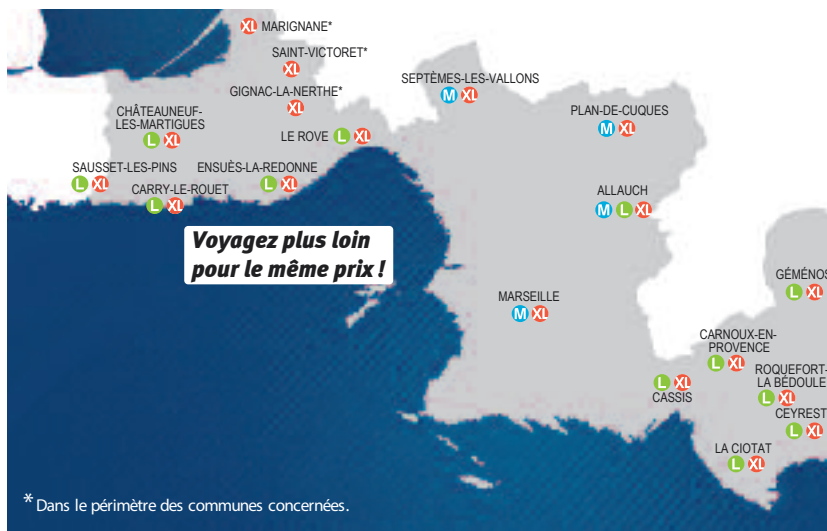 XL MARIGNANE*
SAINT-VICTORET*
XL
GIGNAC-LA-NERTHE*
XL
SEPTÈMES-LES-VALLONS
M XL
CHÂTEAUNEUF-
LES-MARTIGUES
L XL
LE ROVE L XL
PLAN-DE-CUQUES
M XL
SAUSSET-LES-PINS
L XL
ENSUÈS-LA-REDONNE
L XL
CARRY-LE-ROUET
L XL
ALLAUCH
M L XL
Voyagez plus loin
pour le même prix !
MARSEILLE
M XL
GÉMÉNOS
L XL
CARNOUX-EN-
PROVENCE
L XL
L XL
CASSIS
ROQUEFORT-
LA BÉDOULE
L XL
CEYREST
L XL
LA CIOTAT
L XL
* Dans le périmètre des communes concernées.